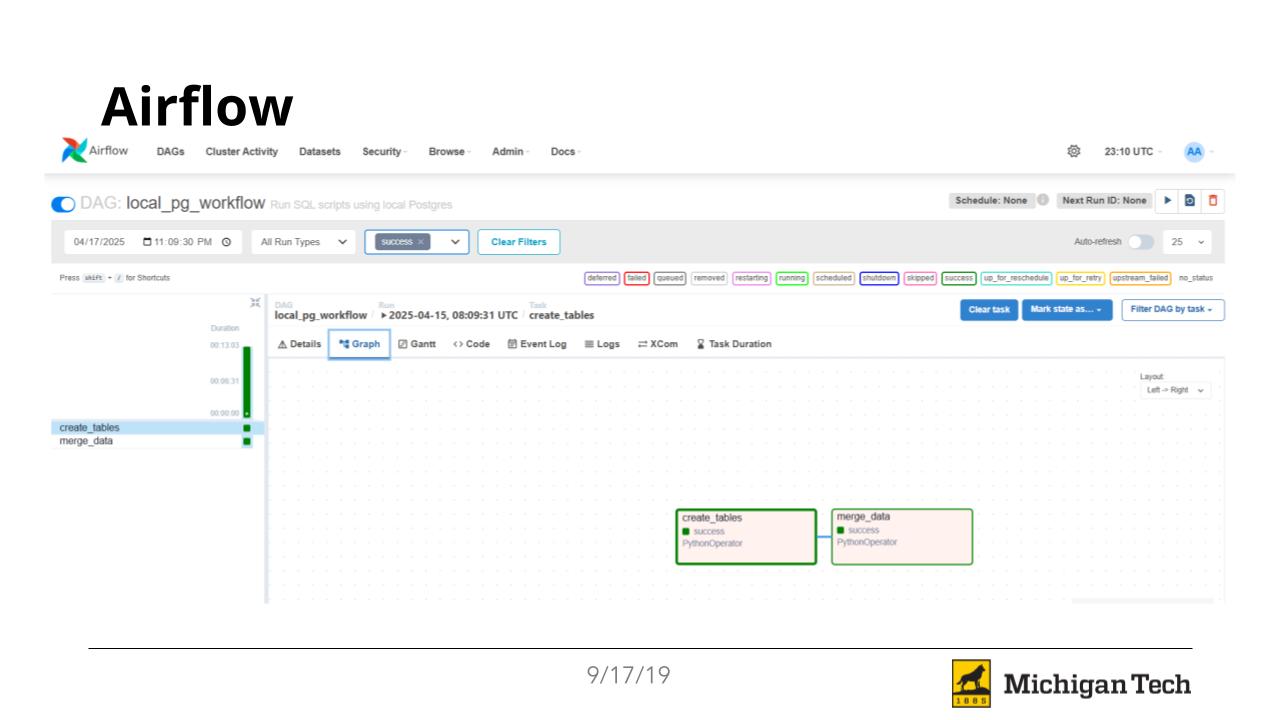 Airflow
Airflow DAGs Cluster Activity Datasets Security Browse Admin Docs 23:10 UTC AA
DAG: local_pg_workflow Run SQL scripts using local Postgres Schedule: None Next Run ID: None
04/17/2025 11:09:30 PM All Run Types success × Clear Filters Auto-refresh 25
Press shift + / for Shortcuts deferred failed queued removed restarting running scheduled shutdown skipped success up_for_reschedule up_for_retry upstream_failed no_status
DAG Run Task
local_pg_workflow / 2025-04-15, 08:09:31 UTC / create_tables Clear task Mark state as... Filter DAG by task
Duration
00:13:03
00:06:31
00:00:00
create_tables
merge_data
Details Graph Gantt <> Code Event Log Logs XCom Task Duration
Layout:
Left -> Right
create_tables
success
PythonOperator
merge_data
success
PythonOperator
9/17/19
1885
Michigan Tech